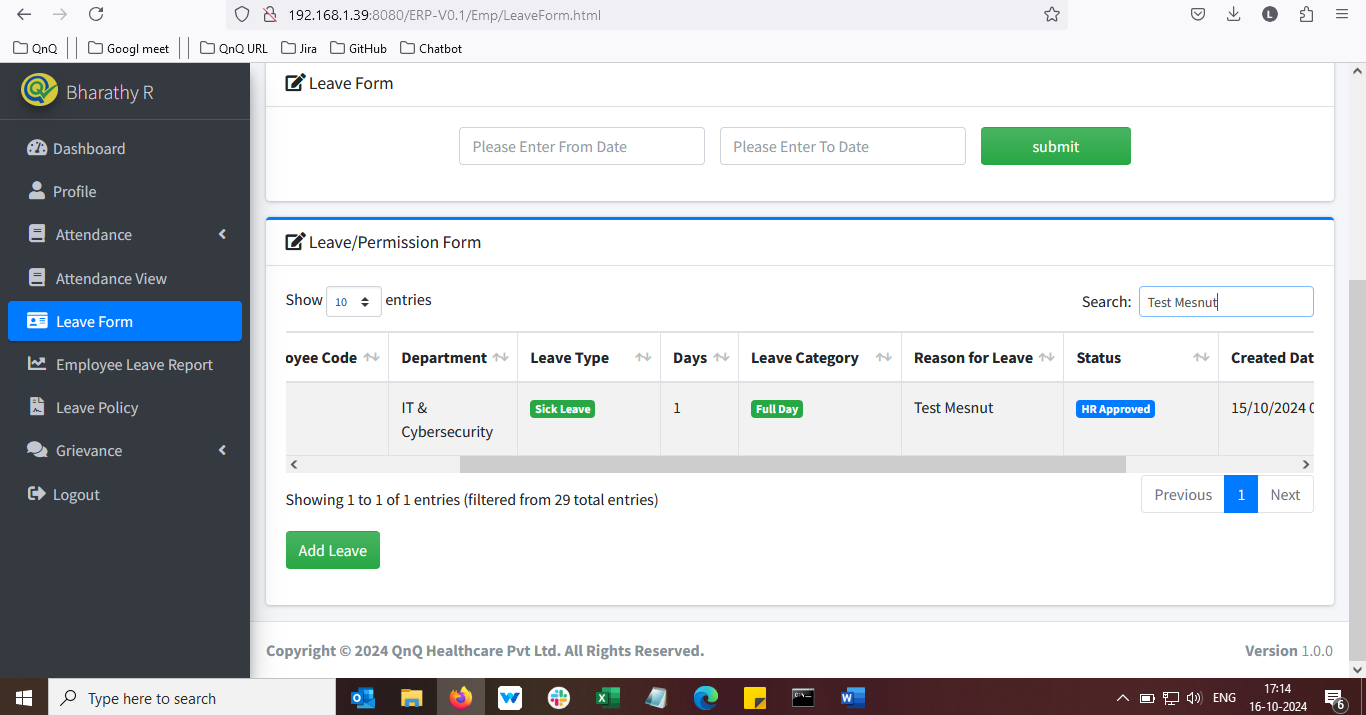 192.168.1.39:8080/ERP-V0.1/Emp/LeaveForm.html
L
QnQ
Googl meet
QnQ URL
Jira
GitHub
Chatbot
Bharathy R
Dashboard
Profile
Attendance
Attendance View
Leave Form
Employee Leave Report
Leave Policy
Grievance
Logout
Leave Form
Please Enter From Date
Please Enter To Date
submit
Leave/Permission Form
Show 10 entries
Search: Test Mesnut
oyee Code
Department
Leave Type
Days
Leave Category
Reason for Leave
Status
Created Dat
IT &
Cybersecurity
Sick Leave
1
Full Day
Test Mesnut
HR Approved
15/10/2024 0
Showing 1 to 1 of 1 entries (filtered from 29 total entries)
Previous
1
Next
Add Leave
Copyright © 2024 QnQ Healthcare Pvt Ltd. All Rights Reserved.
Version 1.0.0
Type here to search
ENG
17:14
16-10-2024
6